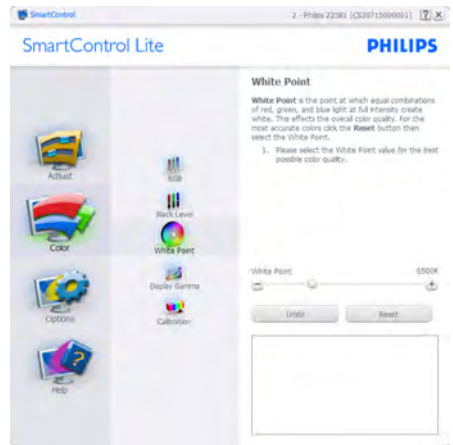 SmartControl
2 - Philips 225B1 (CS30715000001)
SmartControl Lite
PHILIPS
Adjust
Color
Options
Help
RGB
Black Level
White Point
Display Gamma
Calibration
White Point
White Point is the point at which equal combinations
of red, green, and blue light at full intensity create
white. This effects the overall color quality. For the
most accurate colors click the Reset button then
select the White Point.
1. Please select the White Point value for the best
possible color quality.
White Point 6500K
Undo Reset